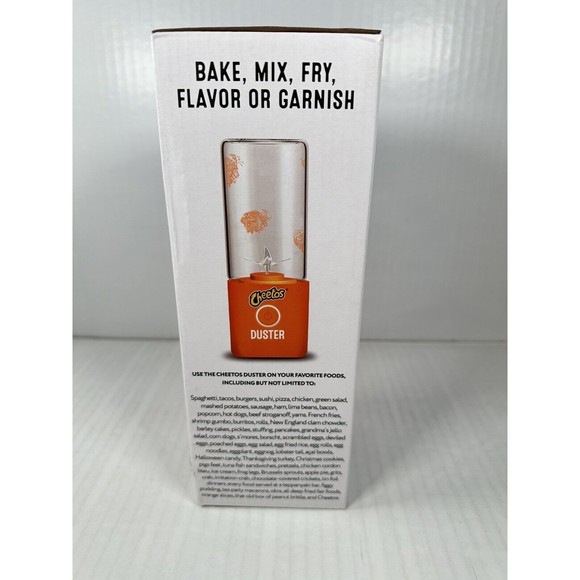 BAKE, MIX, FRY,
FLAVOR OR GARNISH
Cheetos
DUSTER
USE THE CHEETOS DUSTER ON YOUR FAVORITE FOODS,
INCLUDING BUT NOT LIMITED TO:
Spaghetti, tacos, burgers, sushi, pizza, chicken, green salad,
mashed potatoes, sausage, ham, lima beans, bacon,
popcorn, hot dogs, beef stroganoff, yams, French fries,
shrimp gumbo, burritos, rolls, New England clam chowder,
barley cakes, pickles, stuffing, pancakes, grandma's jello
salad, corn dogs, s'mores, borscht, scrambled eggs, deviled
eggs, poached eggs, egg salad, egg fried rice, egg rolls, egg
noodles, eggplant, eggnog, lobster tail, açai bowls,
Halloween candy, Thanksgiving turkey, Christmas cookies,
pigs feet, tuna fish sandwiches, pretzels, chicken cordon
bleu, ice cream, frog legs, Brussels sprouts, apple pie, grits,
crab, imitation crab, chocolate-covered crickets, tin foil
dinners, every food served at a teppanyaki bar, figgy
pudding, sea party macarons, okra, all deep fried fair foods,
orange slices, that old box of peanut brittle, and Cheetos.